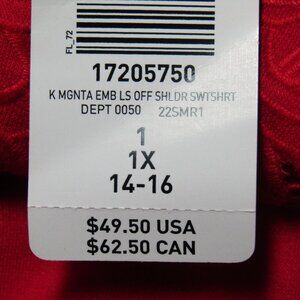 FL_72
17205750
K MGNTA EMB LS OFF SHLDR SWTSHRT
DEPT 0050 22SMR1
1
1X
14-16
$49.50 USA
$62.50 CAN